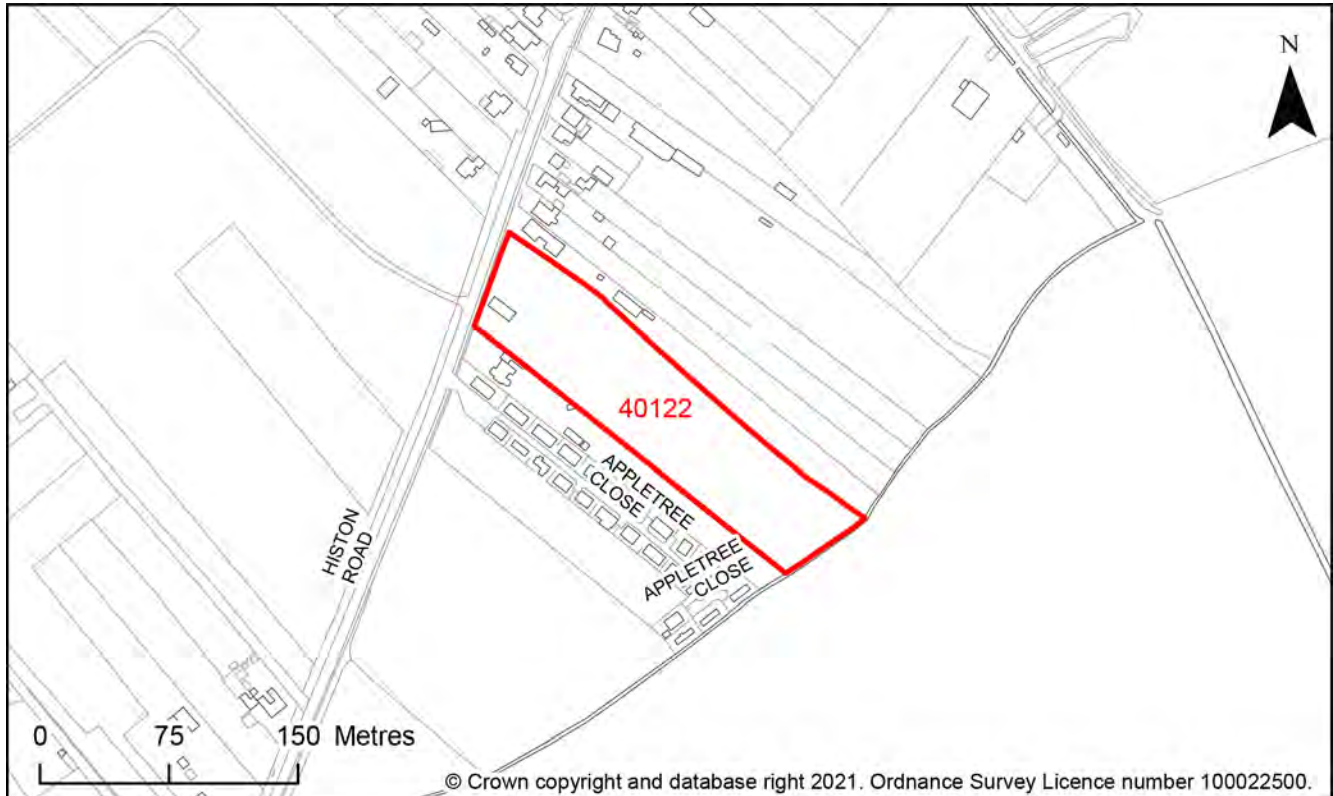 N
40122
APPLETREE
CLOSE
HISTON
ROAD
APPLETREE
CLOSE
0 75 150 Metres
© Crown copyright and database right 2021. Ordnance Survey Licence number 100022500.